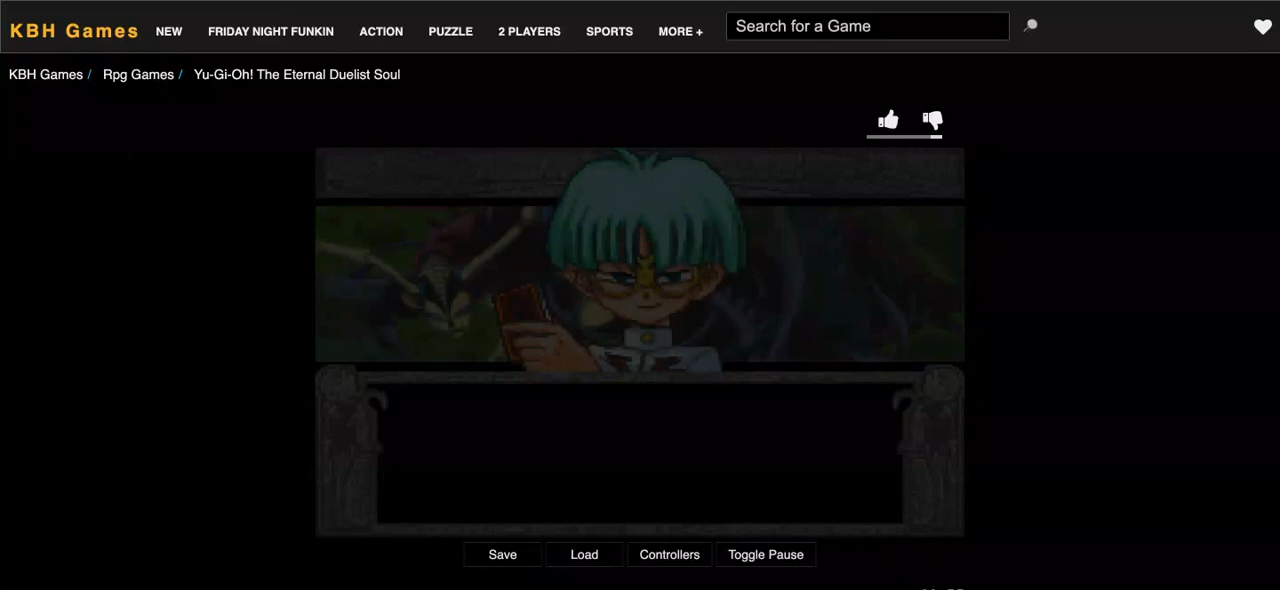 KBH Games NEW FRIDAY NIGHT FUNKIN ACTION PUZZLE 2 PLAYERS SPORTS MORE + Search for a Game
KBH Games / Rpg Games / Yu-Gi-Oh! The Eternal Duelist Soul
Save Load Controllers Toggle Pause